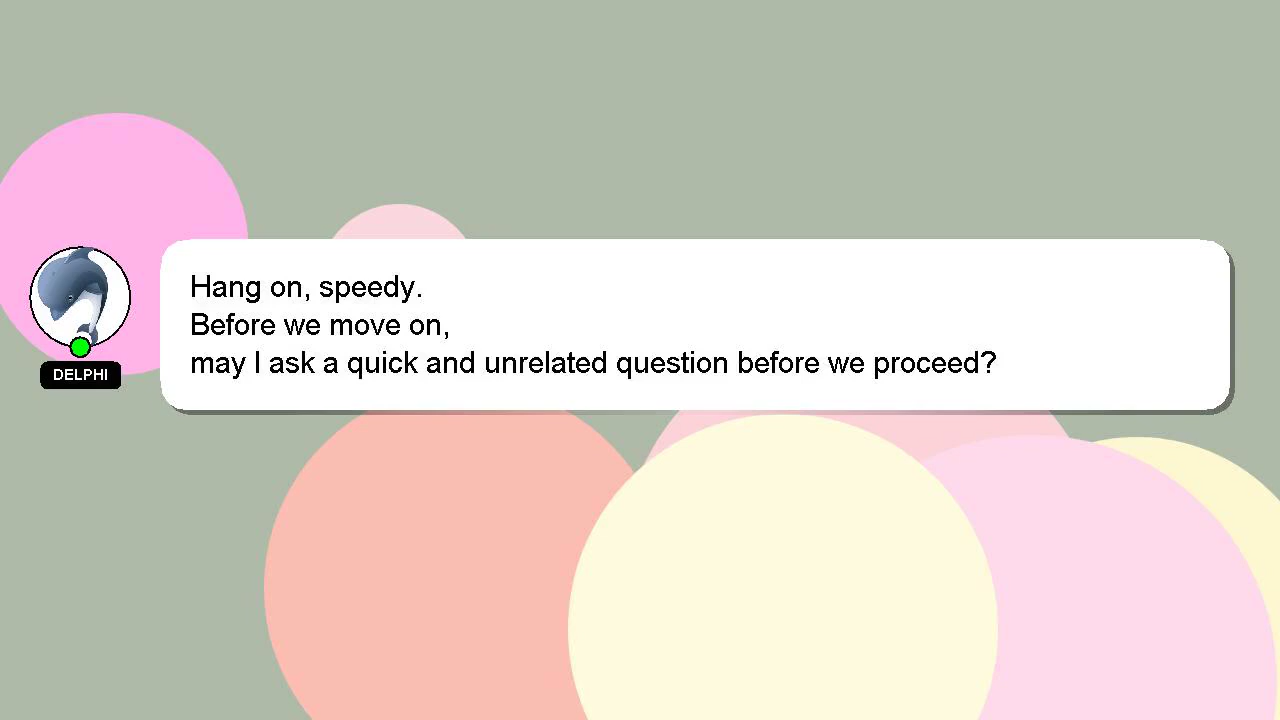 Hang on, speedy.
Before we move on,
may I ask a quick and unrelated question before we proceed?
DELPHI